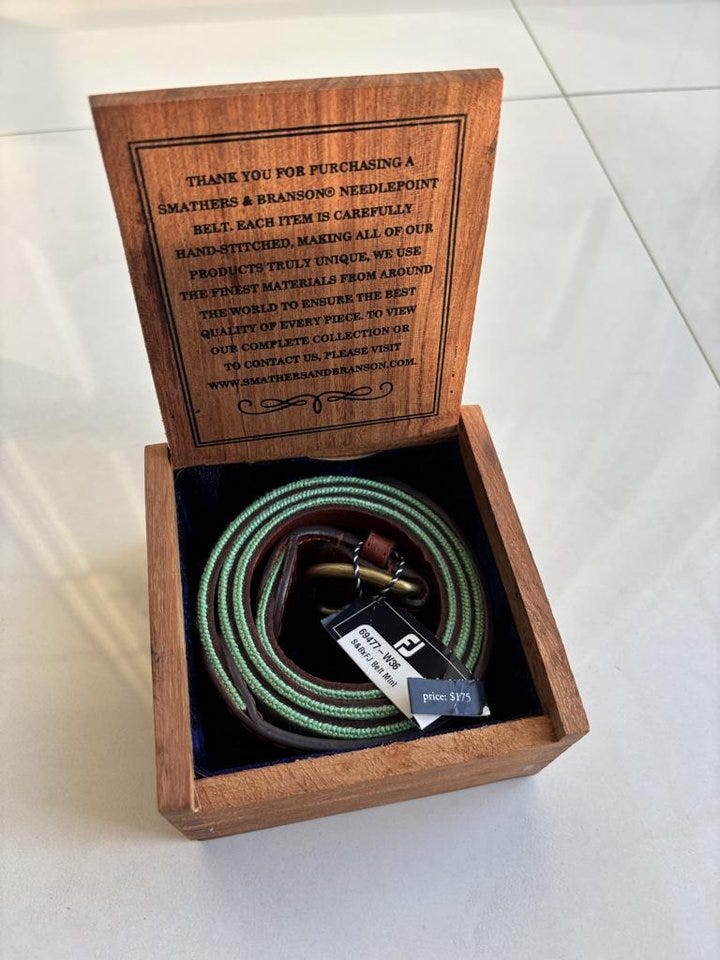 THANK YOU FOR PURCHASING A
SMATHERS & BRANSON® NEEDLEPOINT
BELT. EACH ITEM IS CAREFULLY
HAND-STITCHED, MAKING ALL OF OUR
PRODUCTS TRULY UNIQUE, WE USE
THE FINEST MATERIALS FROM AROUND
THE WORLD TO ENSURE THE BEST
QUALITY OF EVERY PIECE. TO VIEW
OUR COMPLETE COLLECTION OR
TO CONTACT US, PLEASE VISIT
WWW.SMATHERSANDBRANSON.COM.
FJ
69477-W36
S&BxFJ Belt Mint
price: $175